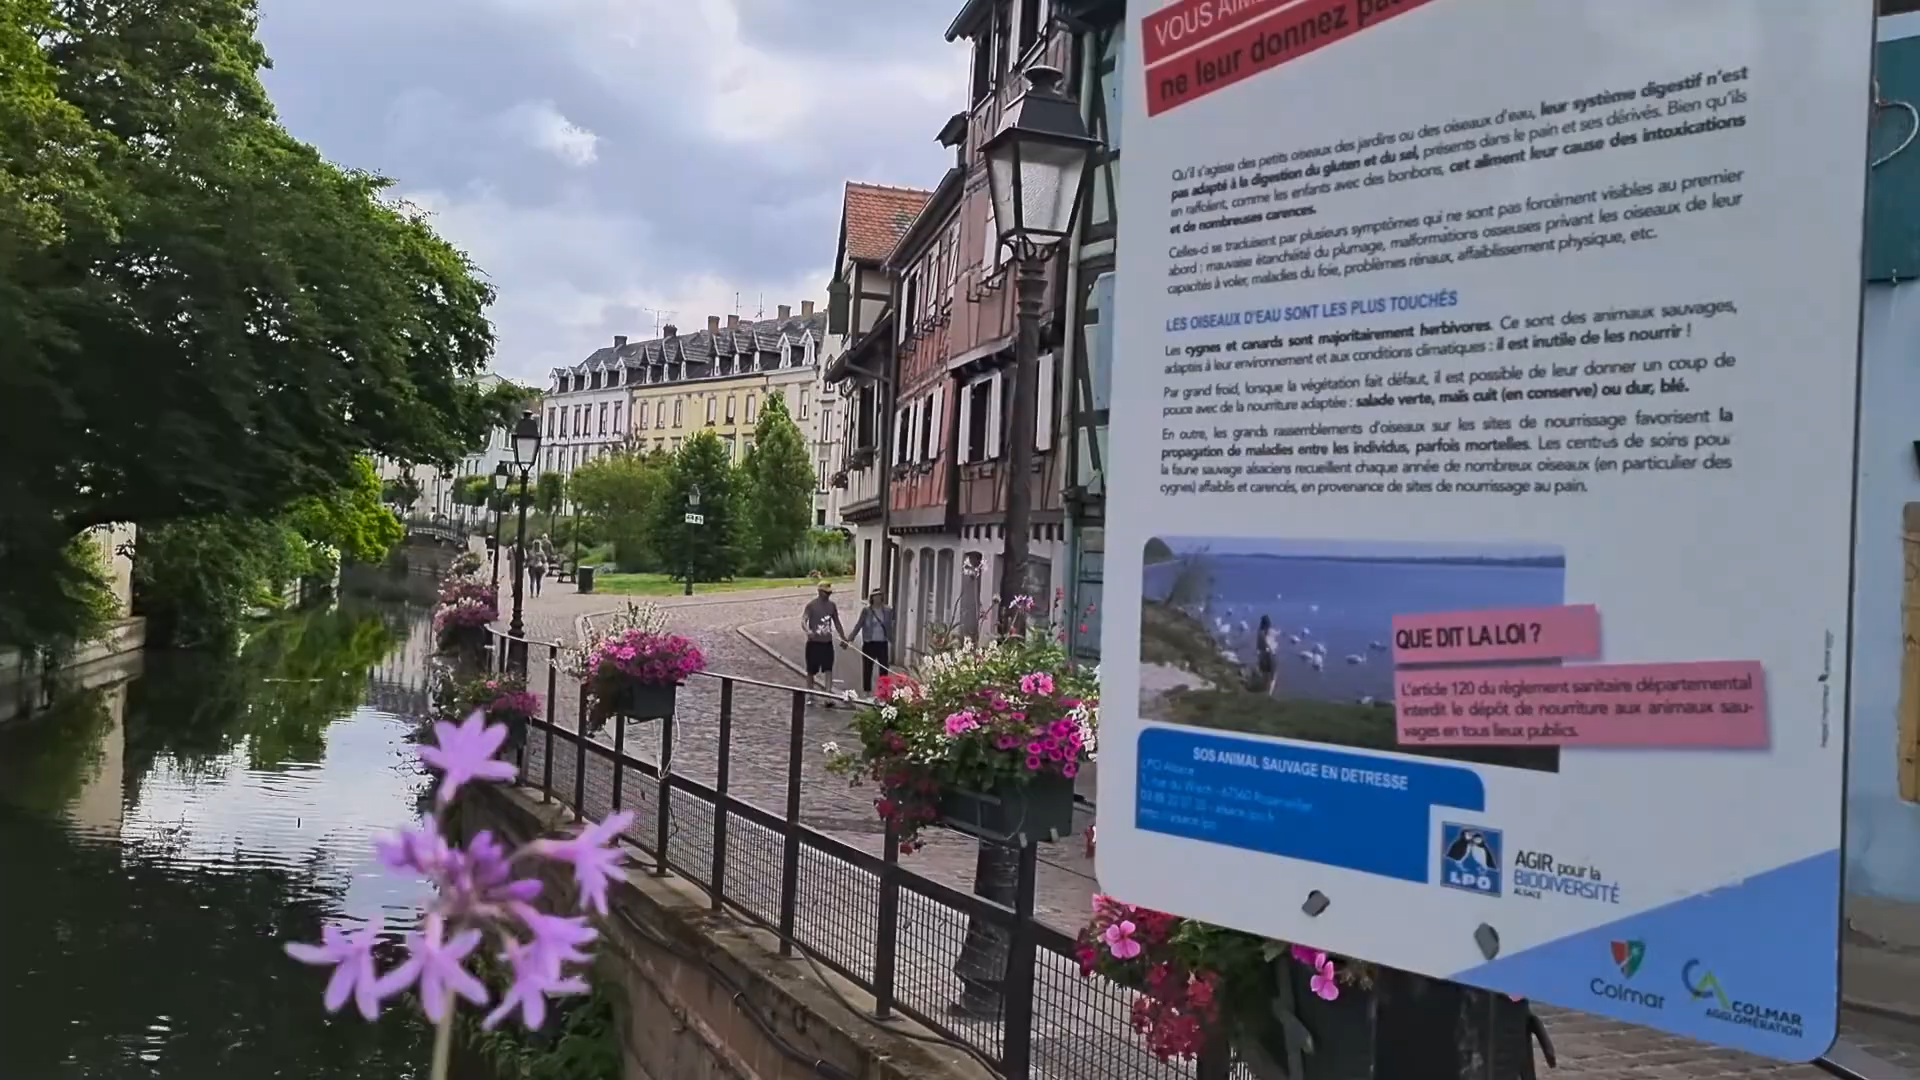 VOUS
ne leur donnez pas
Qu'il s'agisse des petits oiseaux des jardins ou des oiseaux d'eau, leur système digestif n'est
pas adapté à la digestion du gluten et du sel, présents dans le pain et ses dérivés. Bien qu'ils
en raffolent, comme les enfants avec des bonbons, cet aliment leur cause des intoxications
et de nombreuses carences.
Celles-ci se traduisent par plusieurs symptômes qui ne sont pas forcément visibles au premier
abord : mauvaise étanchéité du plumage, malformations osseuses privant les oiseaux de leur
capacités à voler, maladies du foie, problèmes rénaux, affaiblissement physique, etc.
LES OISEAUX D'EAU SONT LES PLUS TOUCHÉS
Les cygnes et canards sont majoritairement herbivores. Ce sont des animaux sauvages,
adaptés à leur environnement et aux conditions climatiques : il est inutile de les nourrir !
Par grand froid, lorsque la végétation fait défaut, il est possible de leur donner un coup de
pouce avec de la nourriture adaptée : salade verte, maïs cuit (en conserve) ou dur, blé.
En outre, les grands rassemblements d'oiseaux sur les sites de nourrissage favorisent la
propagation de maladies entre les individus, parfois mortelles. Les centres de soins pour
la faune sauvage alsaciens recueillent chaque année de nombreux oiseaux (en particulier des
cygnes) affaiblis et carencés, en provenance de sites de nourrissage au pain.
QUE DIT LA LOI ?
L'article 120 du règlement sanitaire départemental
interdit le dépôt de nourriture aux animaux sau-
vages en tous lieux publics.
SOS ANIMAL SAUVAGE EN DETRESSE
LPO Alsace
1, rue du Wisch - 67560 Rosenwiller
LPO
AGIR pour la
BIODIVERSITÉ
ALSACE
Colmar
CA COLMAR
AGGLOMÉRATION